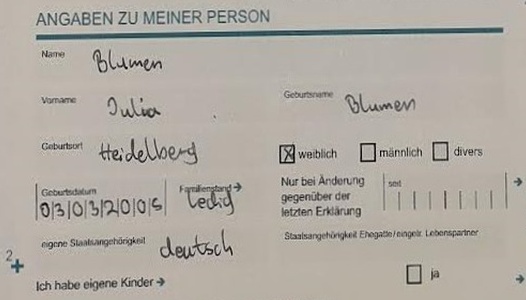 ANGABEN ZU MEINER PERSON
Name Blumen
Vorname Julia Geburtsname Blumen
Geburtsort Heidelberg weiblich männlich divers
Geburtsdatum 03032005 Familienstand → ledig
Nur bei Änderung gegenüber der letzten Erklärung seit →
eigene Staatsangehörigkeit deutsch Staatsangehörigkeit Ehegatte/eingetr. Lebenspartner
2
Ich habe eigene Kinder → ja →